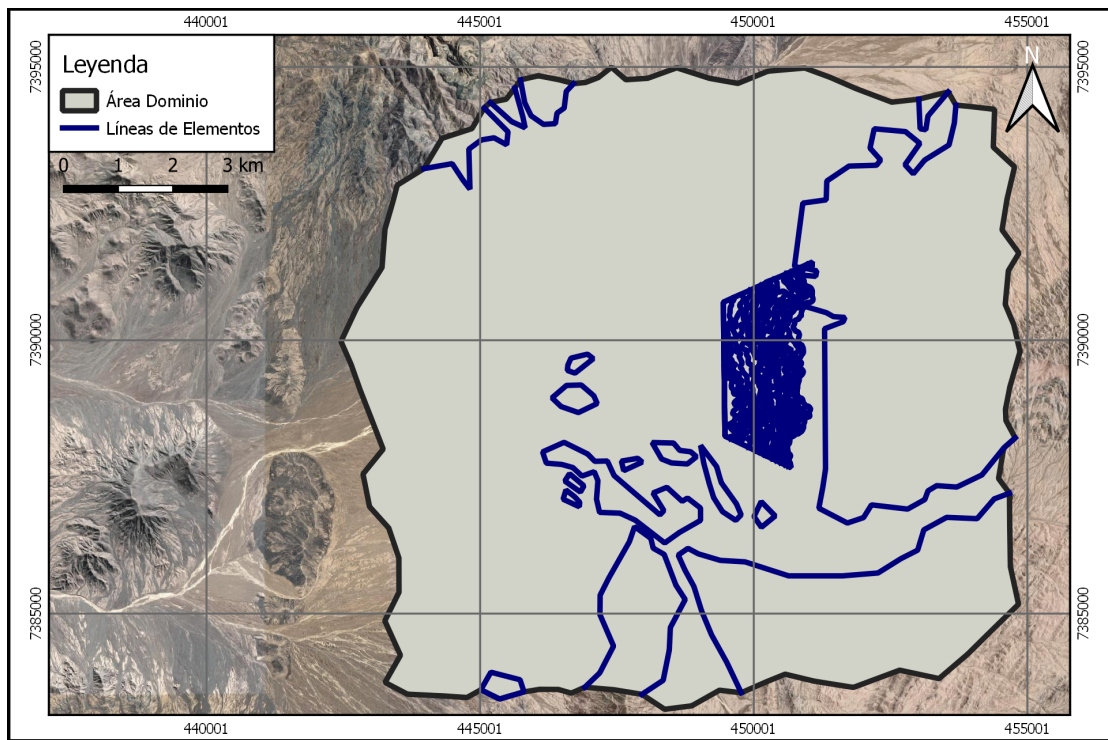 440001 445001 450001 455001
7395000 7395000
N
Leyenda
Área Dominio
Líneas de Elementos
0 1 2 3 km
7390000 7390000
7385000 7385000
440001 445001 450001 455001